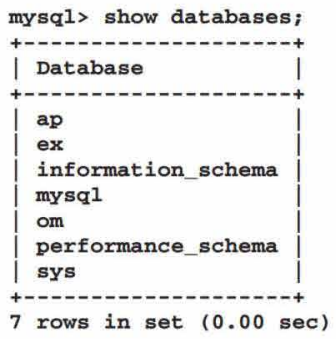 mysql> show databases;
+--------------------+
| Database           |
+--------------------+
| ap                 |
| ex                 |
| information_schema |
| mysql              |
| om                 |
| performance_schema |
| sys                |
+--------------------+
7 rows in set (0.00 sec)